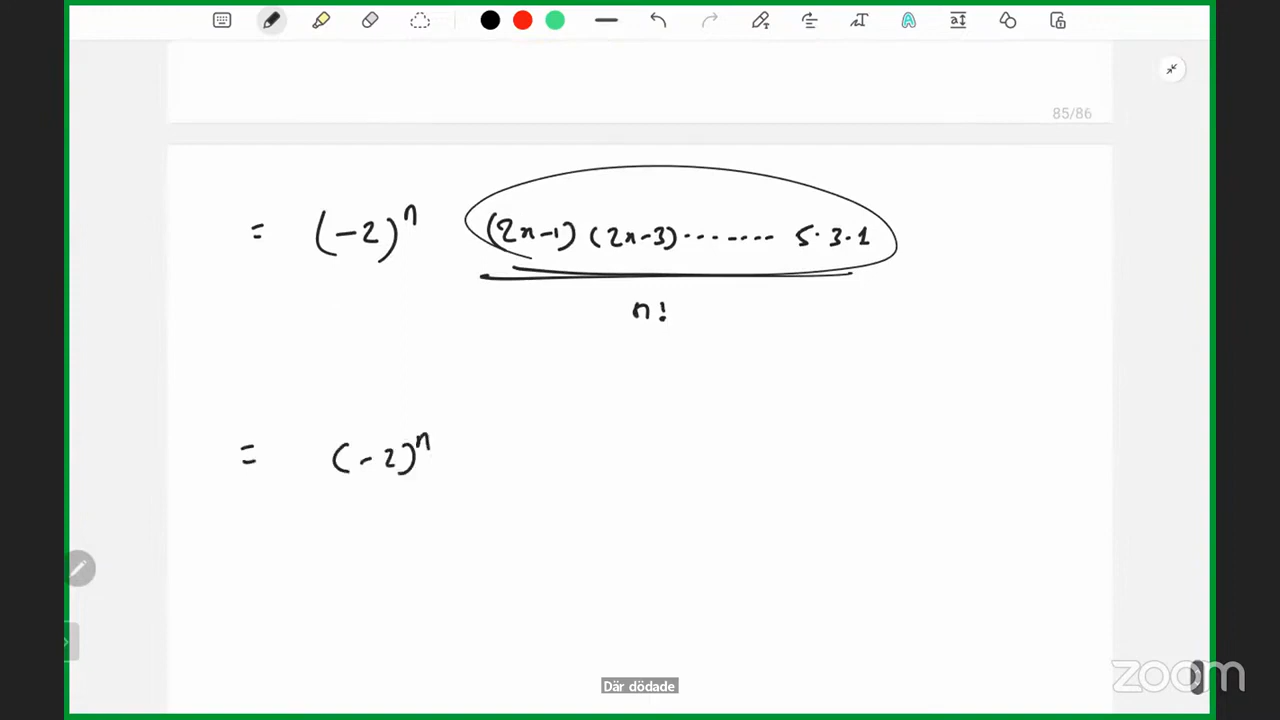 85/86
= (-2)^n (2n-1) (2n-3) ........ 5.3.1
n!
= (-2)^n
Där dödade
zoom